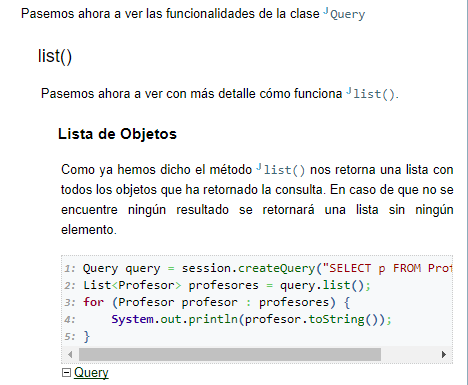 Pasemos ahora a ver las funcionalidades de la clase Query
list()
Pasemos ahora a ver con más detalle cómo funciona list().
Lista de Objetos
Como ya hemos dicho el método list() nos retorna una lista con
todos los objetos que ha retornado la consulta. En caso de que no se
encuentre ningún resultado se retornará una lista sin ningún
elemento.
1: Query query = session.createQuery("SELECT p FROM Prof
2: List<Profesor> profesores = query.list();
3: for (Profesor profesor : profesores) {
4: System.out.println(profesor.toString());
5: }
Query